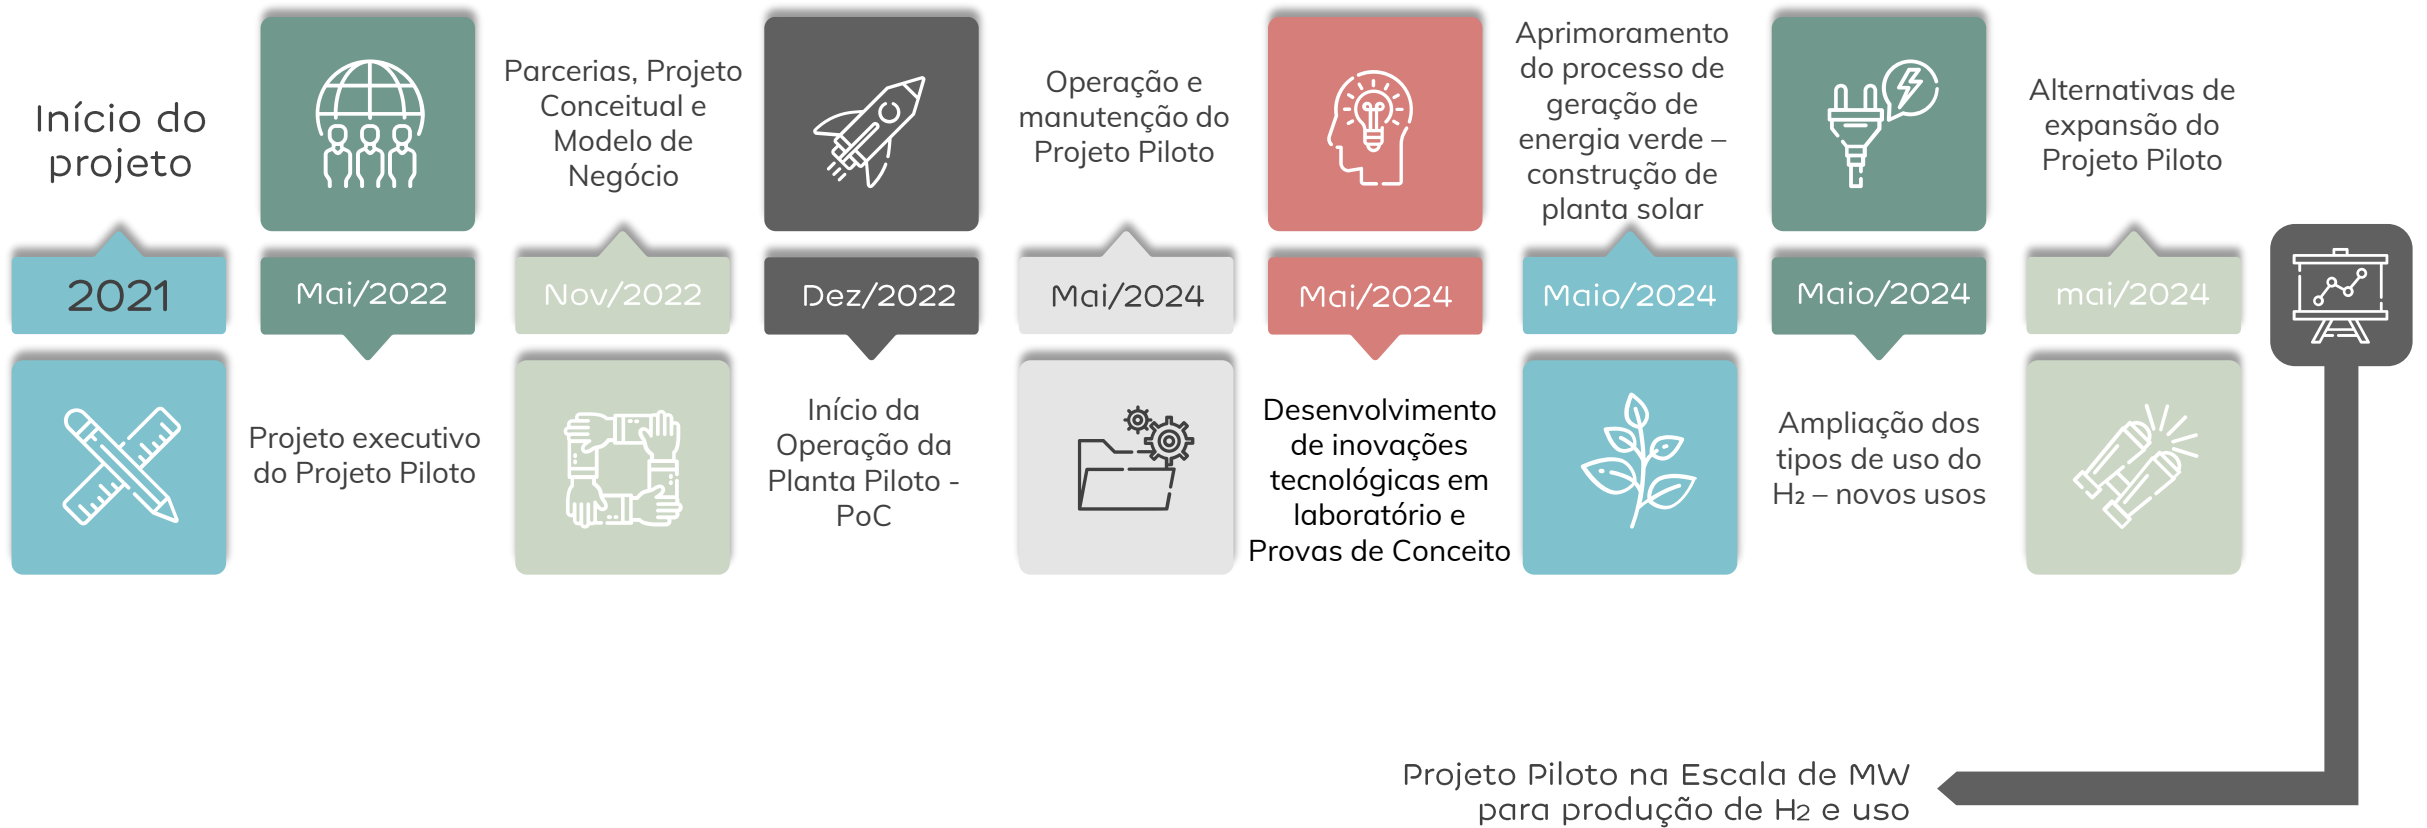 Início do
projeto
2021
Mai/2022
Projeto executivo
do Projeto Piloto
Parcerias, Projeto
Conceitual e
Modelo de
Negócio
Nov/2022
Dez/2022
Início da
Operação da
Planta Piloto -
PoC
Operação e
manutenção do
Projeto Piloto
Mai/2024
Mai/2024
Desenvolvimento
de inovações
tecnológicas em
laboratório e
Provas de Conceito
Aprimoramento
do processo de
geração de
energia verde –
construção de
planta solar
Maio/2024
Maio/2024
Ampliação dos
tipos de uso do
H₂ – novos usos
Alternativas de
expansão do
Projeto Piloto
mai/2024
Projeto Piloto na Escala de MW
para produção de H₂ e uso